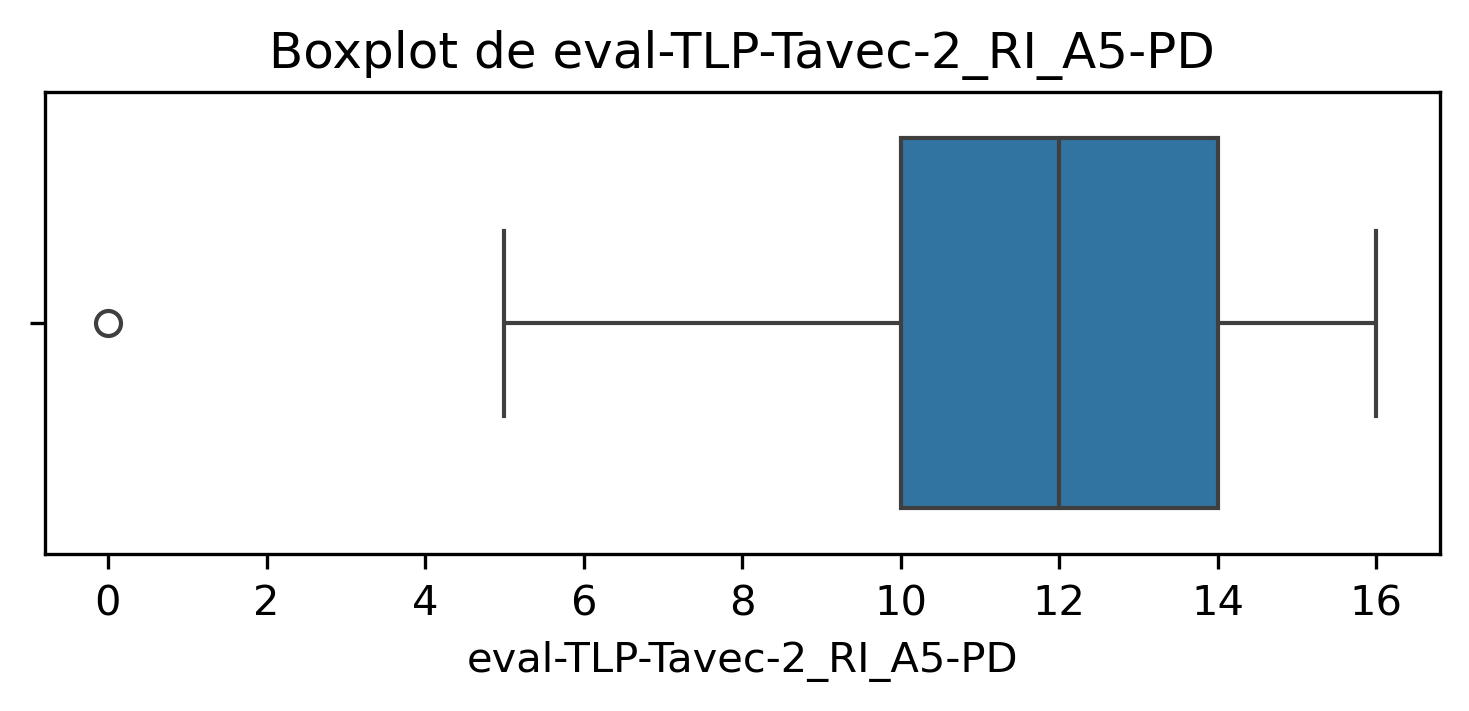 Boxplot de eval-TLP-Tavec-2_RI_A5-PD
0 2 4 6 8 10 12 14 16
eval-TLP-Tavec-2_RI_A5-PD